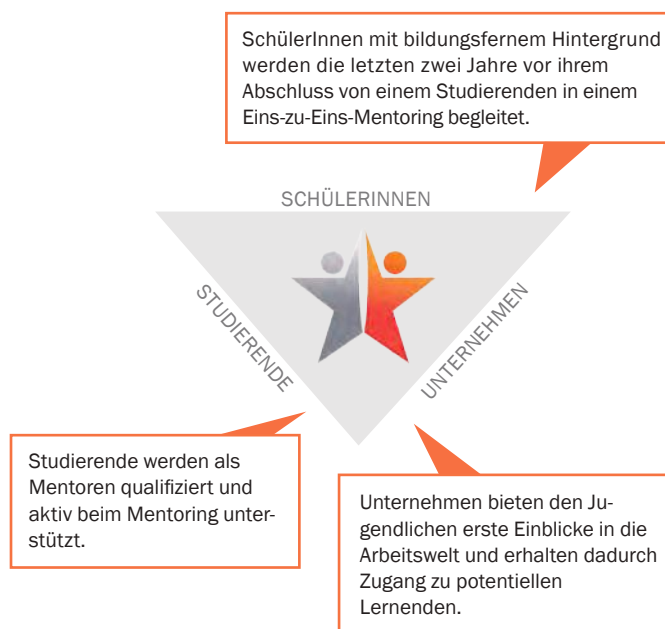 SchülerInnen mit bildungsfernem Hintergrund
werden die letzten zwei Jahre vor ihrem
Abschluss von einem Studierenden in einem
Eins-zu-Eins-Mentoring begleitet.
SCHÜLERINNEN
STUDIERENDE
UNTERNEHMEN
Studierende werden als
Mentoren qualifiziert und
aktiv beim Mentoring unter-
stützt.
Unternehmen bieten den Ju-
gendlichen erste Einblicke in die
Arbeitswelt und erhalten dadurch
Zugang zu potentiellen
Lernenden.